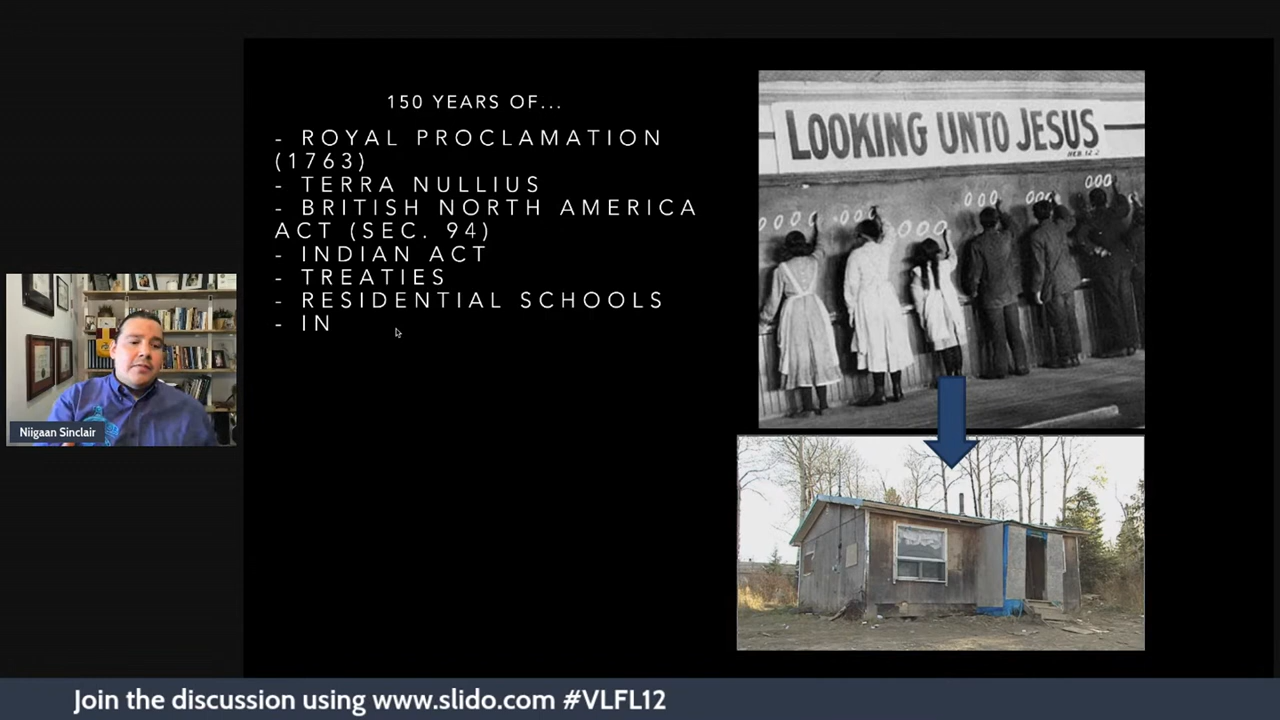 150 YEARS OF...
- ROYAL PROCLAMATION
(1763)
- TERRA NULLIUS
- BRITISH NORTH AMERICA
ACT (SEC. 94)
- INDIAN ACT
- TREATIES
- RESIDENTIAL SCHOOLS
- IN
LOOKING UNTO JESUS
HEB. 12.2
Niigaan Sinclair
Join the discussion using www.slido.com #VLFL12